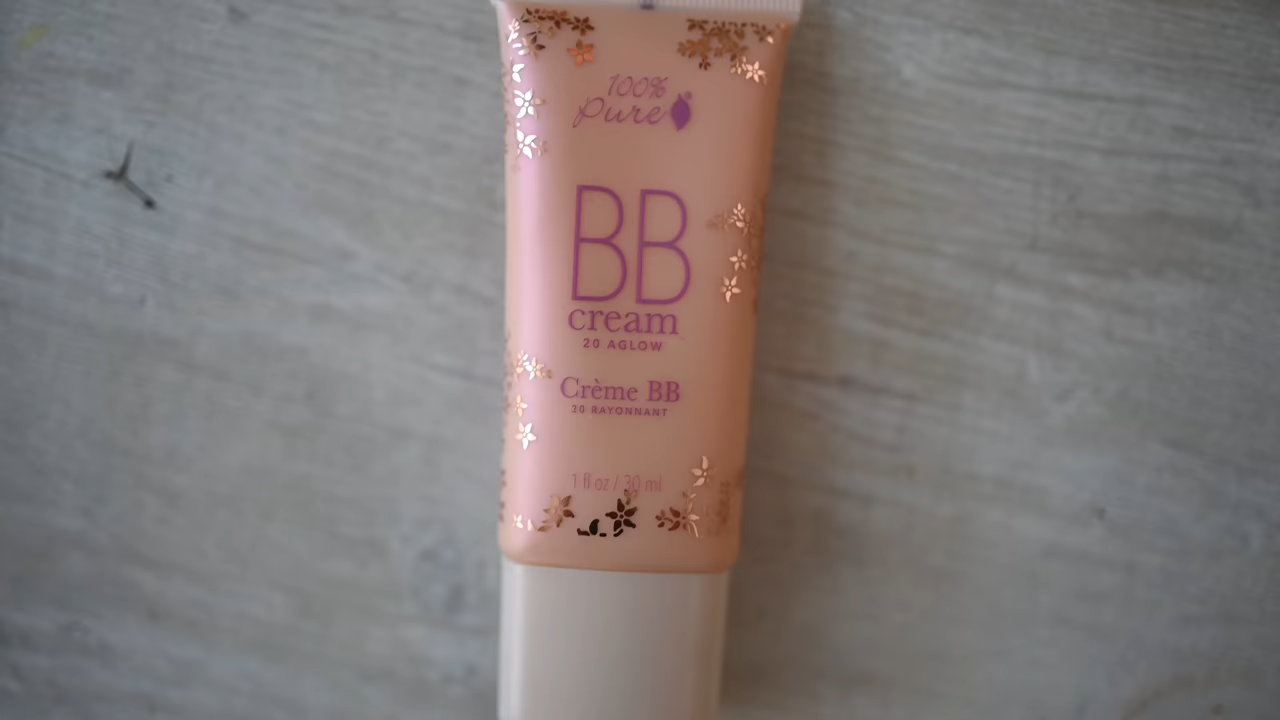 100%
Pure
BB
cream
20 AGLOW
Crème BB
20 RAYONNANT
1 fl oz / 30 ml